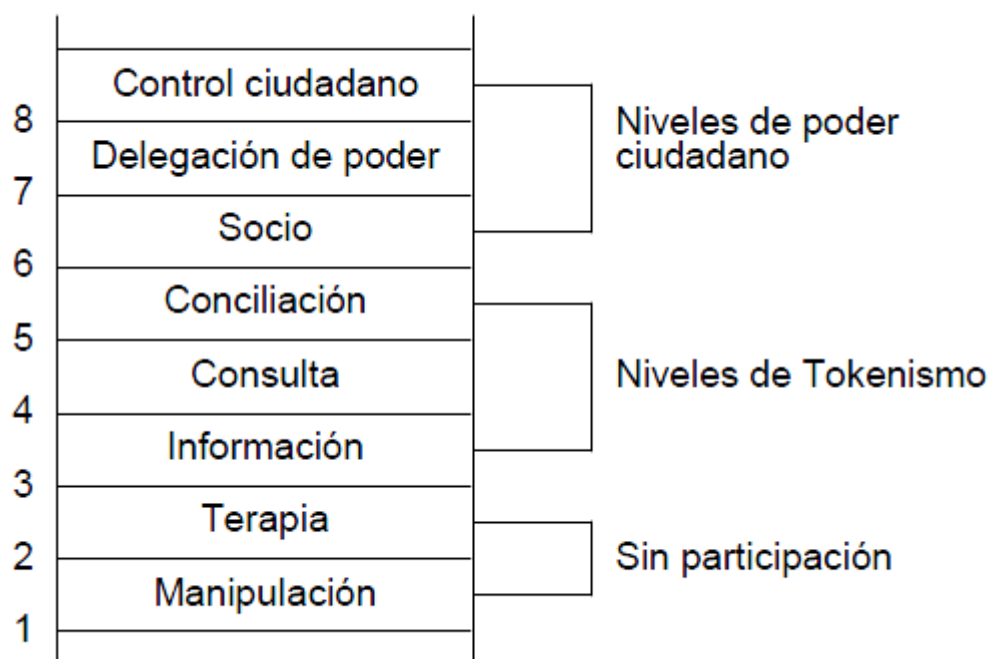 Control ciudadano
8
Delegación de poder
7
Socio
6
Conciliación
5
Consulta
4
Información
3
Terapia
2
Manipulación
1
Niveles de poder
ciudadano
Niveles de Tokenismo
Sin participación